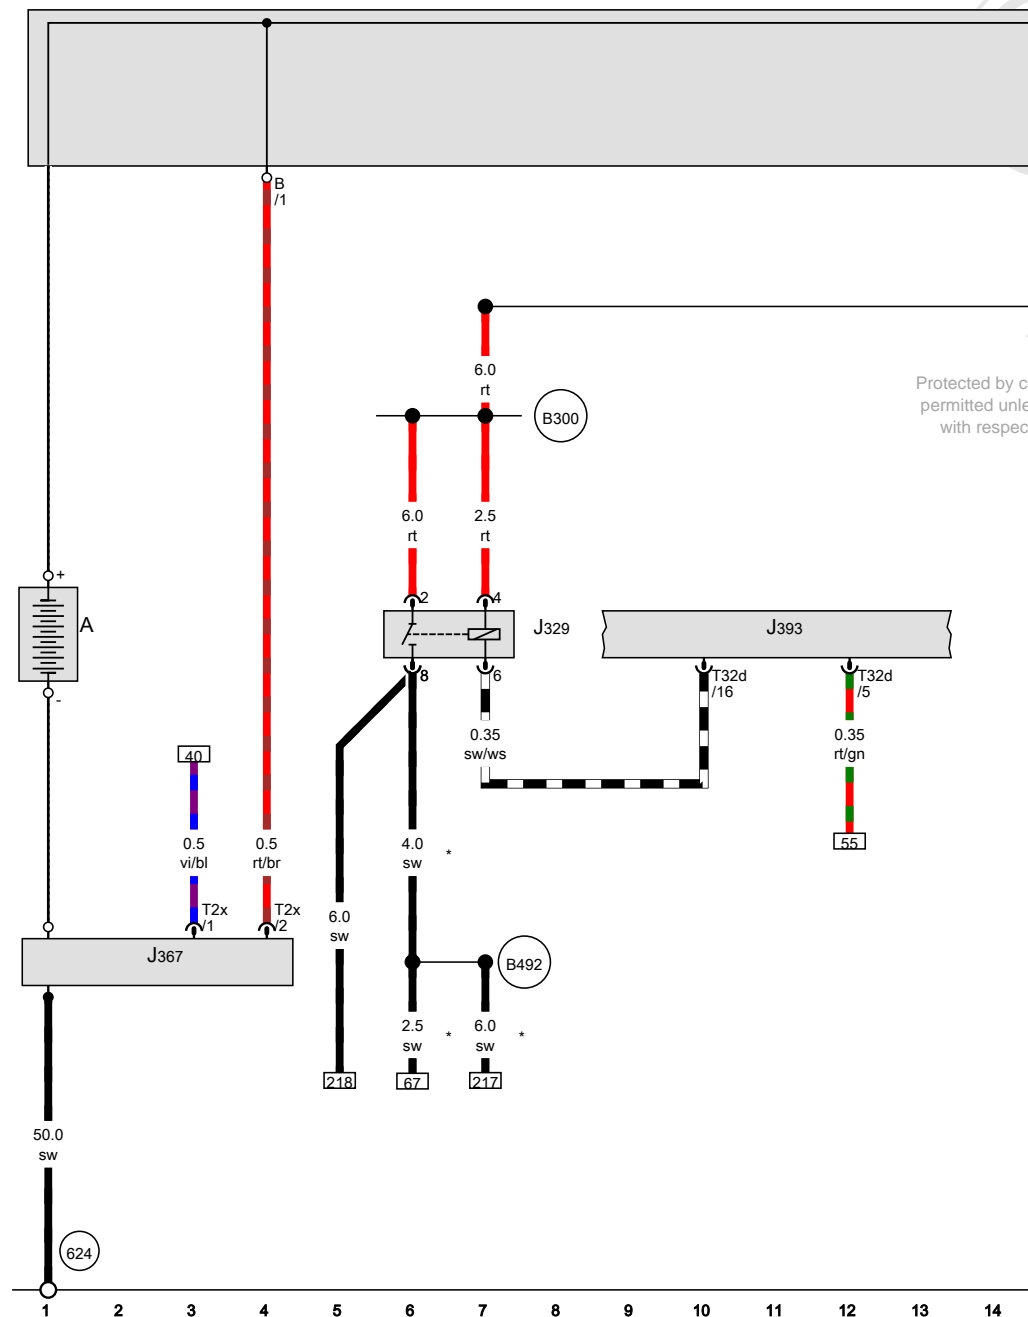 B
/1
6.0
rt
Protected by c
permitted unle
with respec
B300
6.0
rt
2.5
rt
+
A
-
2
4
J329
J393
8
6
T32d
/16
T32d
/5
0.35
sw/ws
0.35
rt/gn
40
55
0.5
vi/bl
0.5
rt/br
4.0
sw
*
T2x
/1
T2x
/2
6.0
sw
J367
B492
2.5
sw
*
6.0
sw
*
218
67
217
50.0
sw
624
1 2 3 4 5 6 7 8 9 10 11 12 13 14